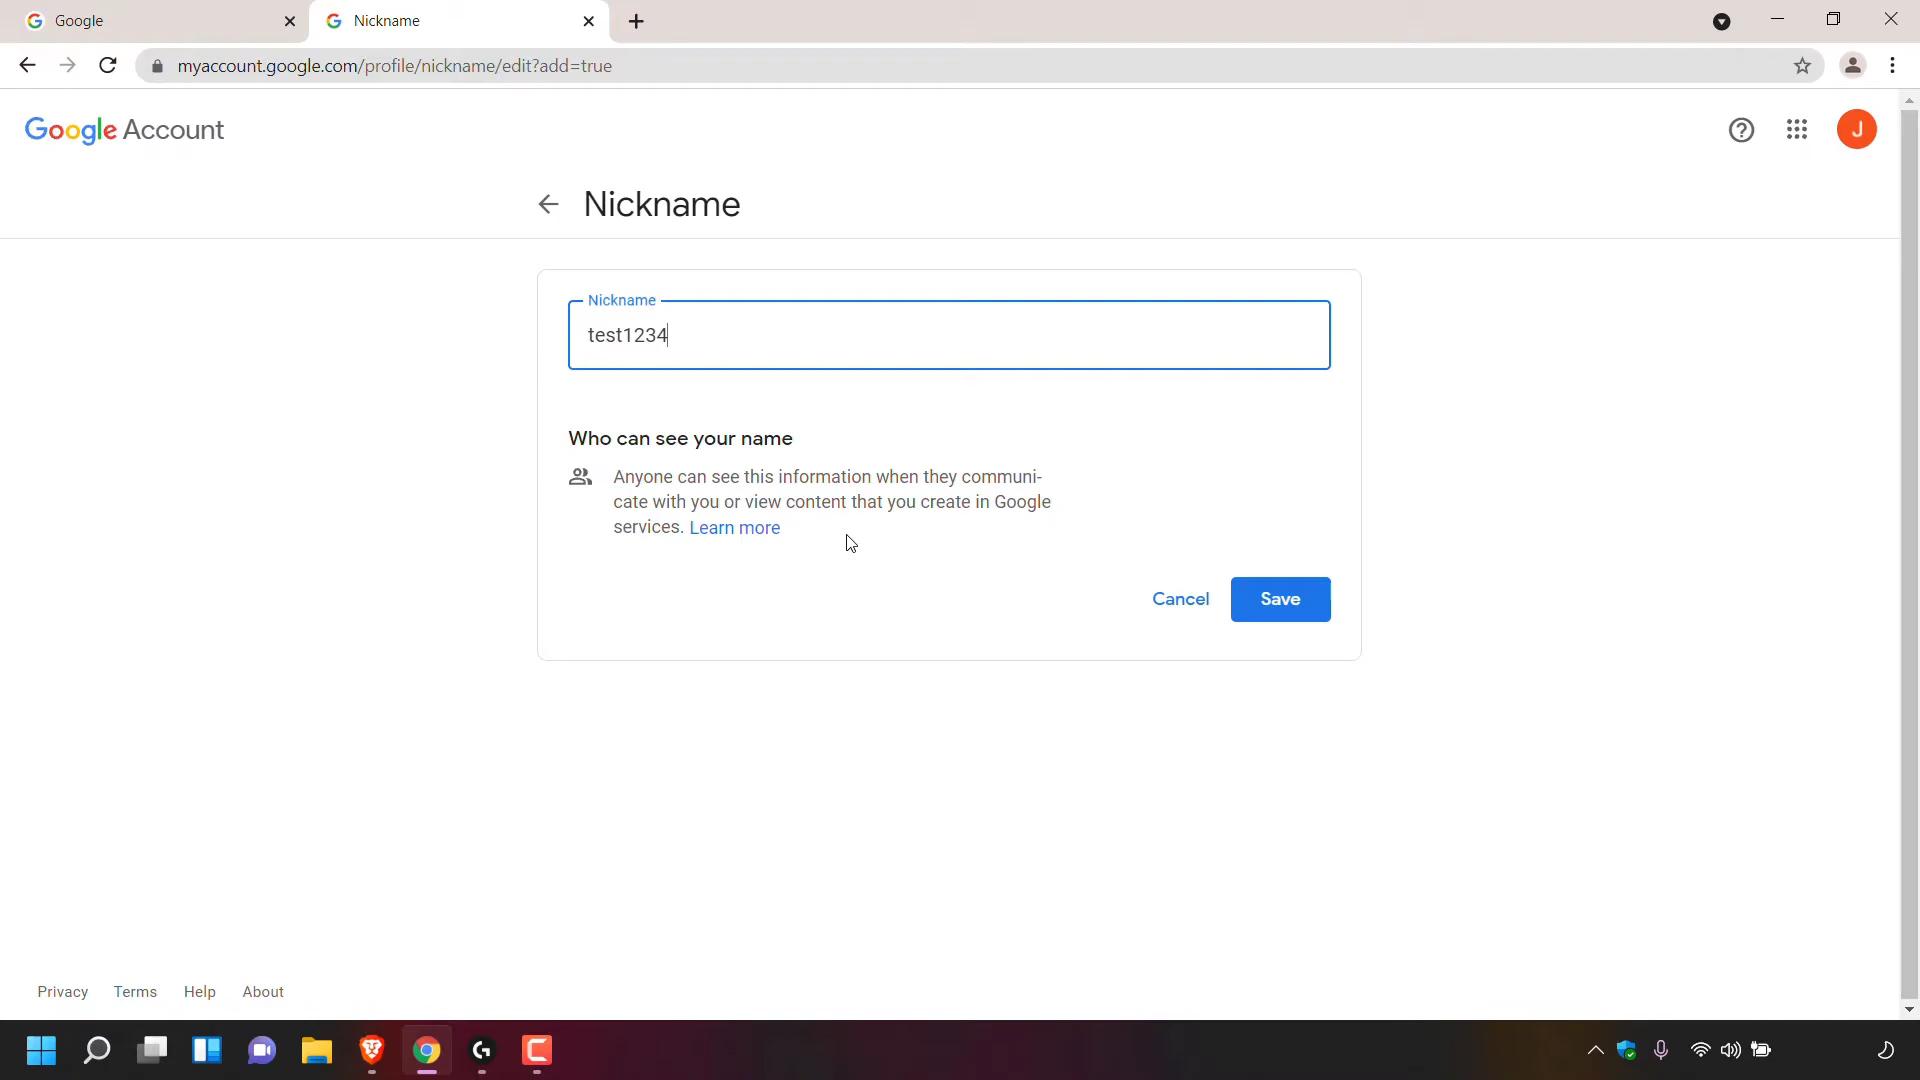 Google
Nickname
myaccount.google.com/profile/nickname/edit?add=true
Google Account
J
Nickname
Nickname
test1234
Who can see your name
Anyone can see this information when they communi-
cate with you or view content that you create in Google
services. Learn more
Cancel
Save
Privacy
Terms
Help
About